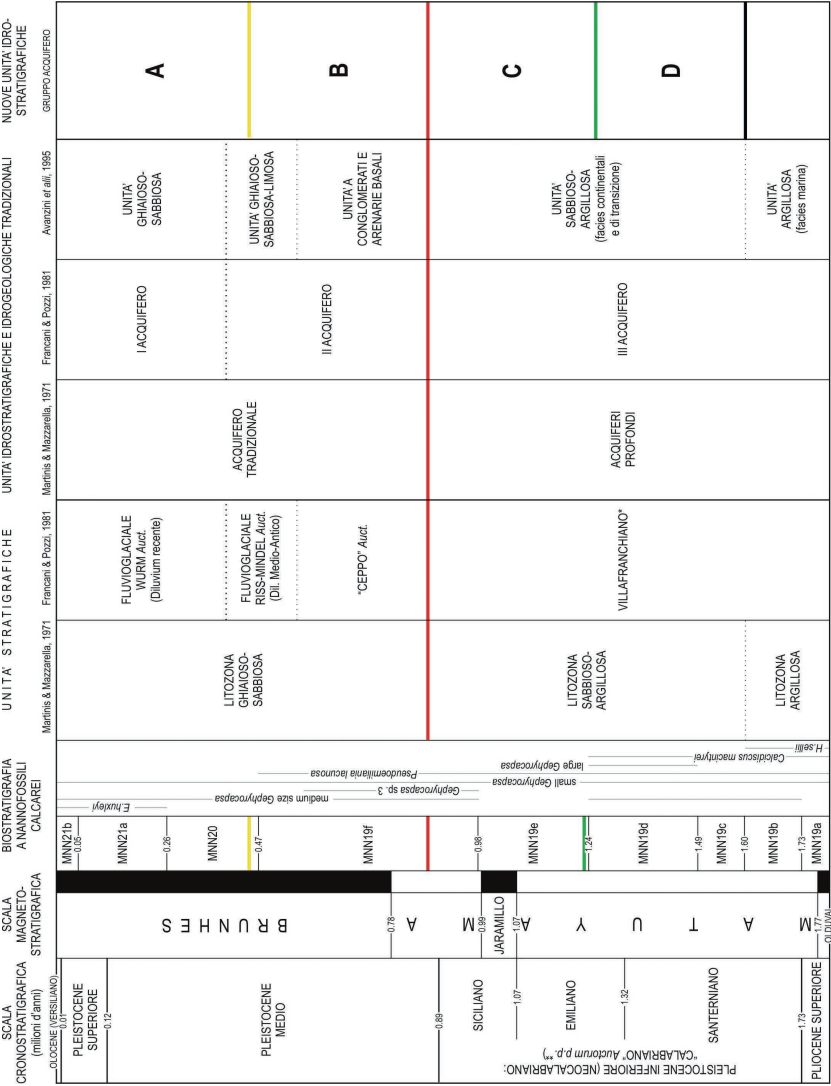 SCALA
CRONOSTRATIGRAFICA
(milioni d'anni)
SCALA
MAGNETO-
STRATIGRAFICA
BIOSTRATIGRAFIA
A NANNOFOSSILI
CALCAREI
UNITA' STRATIGRAFICHE
Martinis & Mazzarella, 1971
Francani & Pozzi, 1981
UNITA' IDROSTRATIGRAFICHE E IDROGEOLOGICHE TRADIZIONALI
Martinis & Mazzarella, 1971
Francani & Pozzi, 1981
Avanzini et alii, 1995
NUOVE UNITA' IDRO-
STRATIGRAFICHE
GRUPPO ACQUIFERO
OLOCENE (VERSILIANO)
0.01
PLEISTOCENE
SUPERIORE
0.12
PLEISTOCENE
MEDIO
0.89
PLEISTOCENE INFERIORE (NEOCALABRIANO):
"CALABRIANO" Auctorum p.p.**)
SICILIANO
1.07
EMILIANO
1.32
SANTERNIANO
1.73
PLIOCENE SUPERIORE
BRUNHES
0.78
MATUYAMA
0.99
JARAMILLO
1.07
1.77
OLDUVAI
MNN21b
0.05
MNN21a
0.26
MNN20
0.47
MNN19f
0.98
MNN19e
1.24
MNN19d
1.49
MNN19c
1.60
MNN19b
1.73
MNN19a
E.huxleyi
medium size Gephyrocapsa
Gephyrocapsa sp. 3
small Gephyrocapsa
Pseudoemiliania lacunosa
large Gephyrocapsa
Calcidiscus macintyrei
H.sellii
LITOZONA
GHIAIOSO-
SABBIOSA
LITOZONA
SABBIOSO-
ARGILLOSA
LITOZONA
ARGILLOSA
FLUVIOGLACIALE
WURM Auct.
(Diluvium recente)
FLUVIOGLACIALE
RISS-MINDEL Auct.
(Dil. Medio-Antico)
"CEPPO" Auct.
VILLAFRANCHIANO*
ACQUIFERO
TRADIZIONALE
ACQUIFERI
PROFONDI
I ACQUIFERO
II ACQUIFERO
III ACQUIFERO
UNITA'
GHIAIOSO-
SABBIOSA
UNITA' GHIAIOSO-
SABBIOSA-LIMOSA
UNITA' A
CONGLOMERATI E
ARENARIE BASALI
UNITA'
SABBIOSO-
ARGILLOSA
(facies continentali
e di transizione)
UNITA'
ARGILLOSA
(facies marina)
A
B
C
D